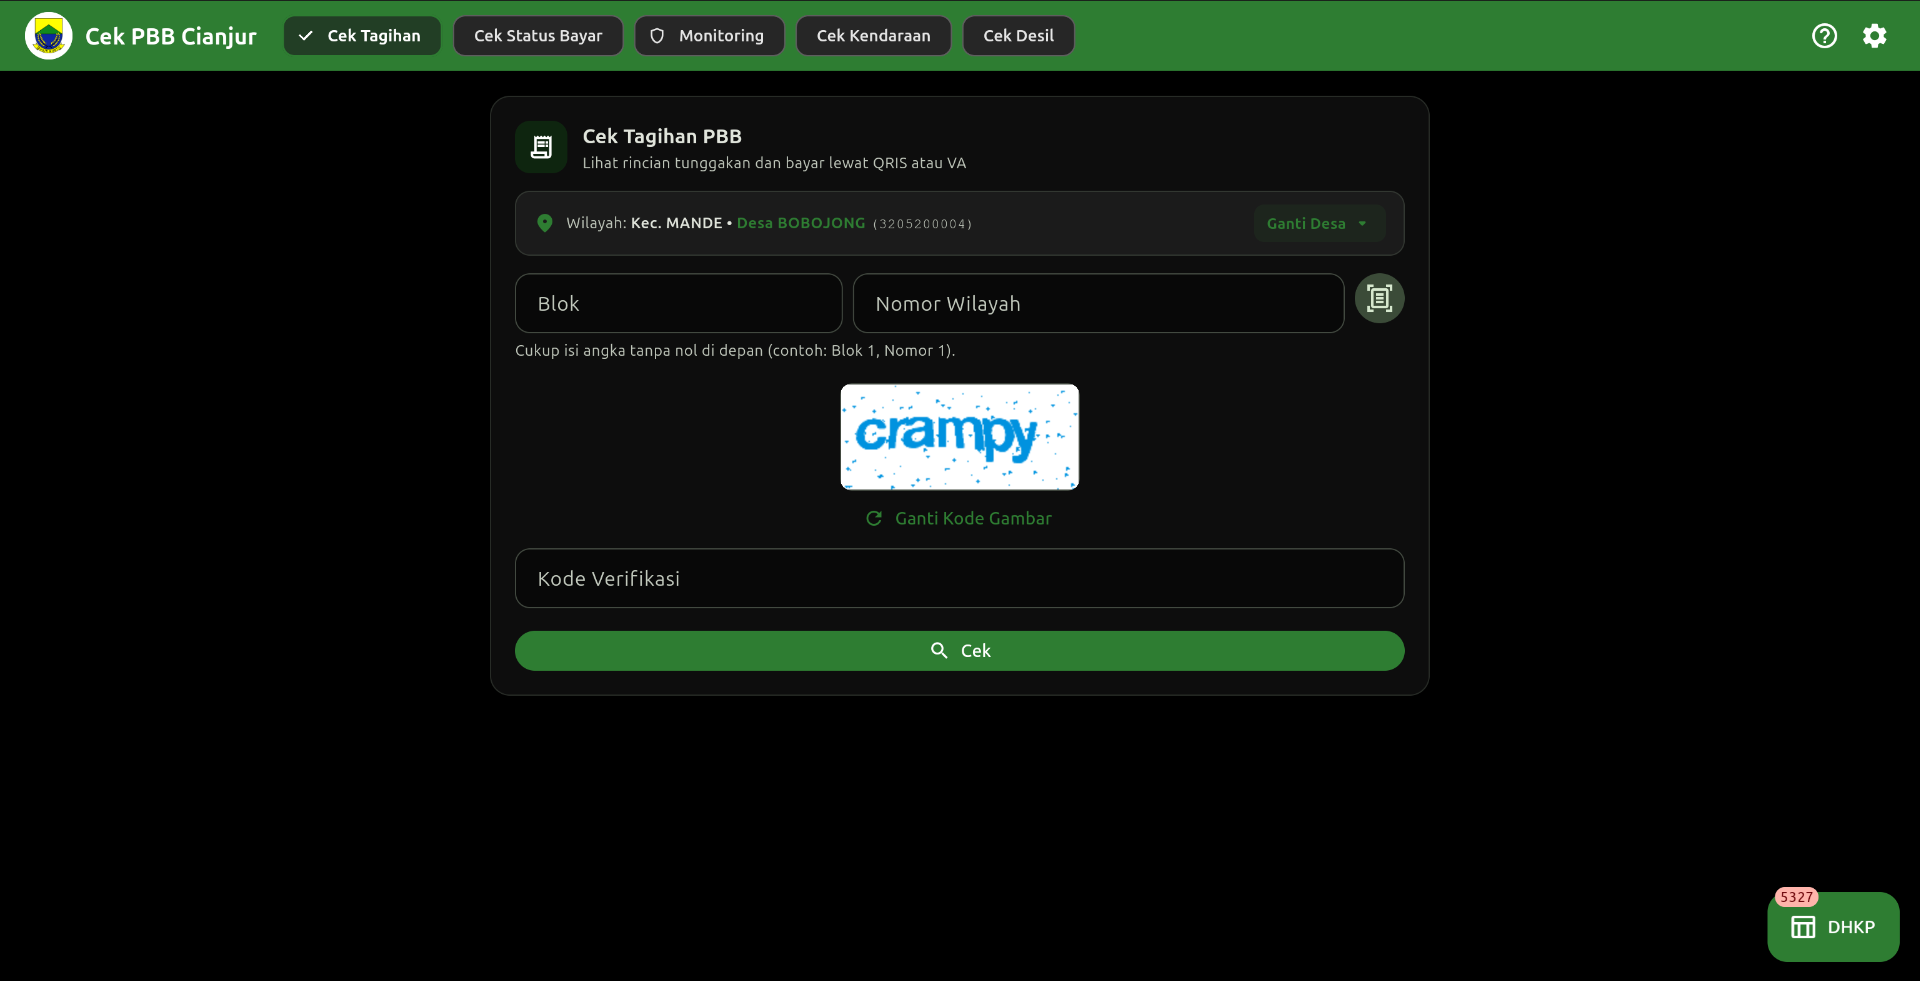 Cek PBB Cianjur
Cek Tagihan
Cek Status Bayar
Monitoring
Cek Kendaraan
Cek Desil
Cek Tagihan PBB
Lihat rincian tunggakan dan bayar lewat QRIS atau VA
Wilayah: Kec. MANDE • Desa BOBOJONG (3205200004)
Ganti Desa
Blok
Nomor Wilayah
Cukup isi angka tanpa nol di depan (contoh: Blok 1, Nomor 1).
crampy
Ganti Kode Gambar
Kode Verifikasi
Cek
5327
DHKP